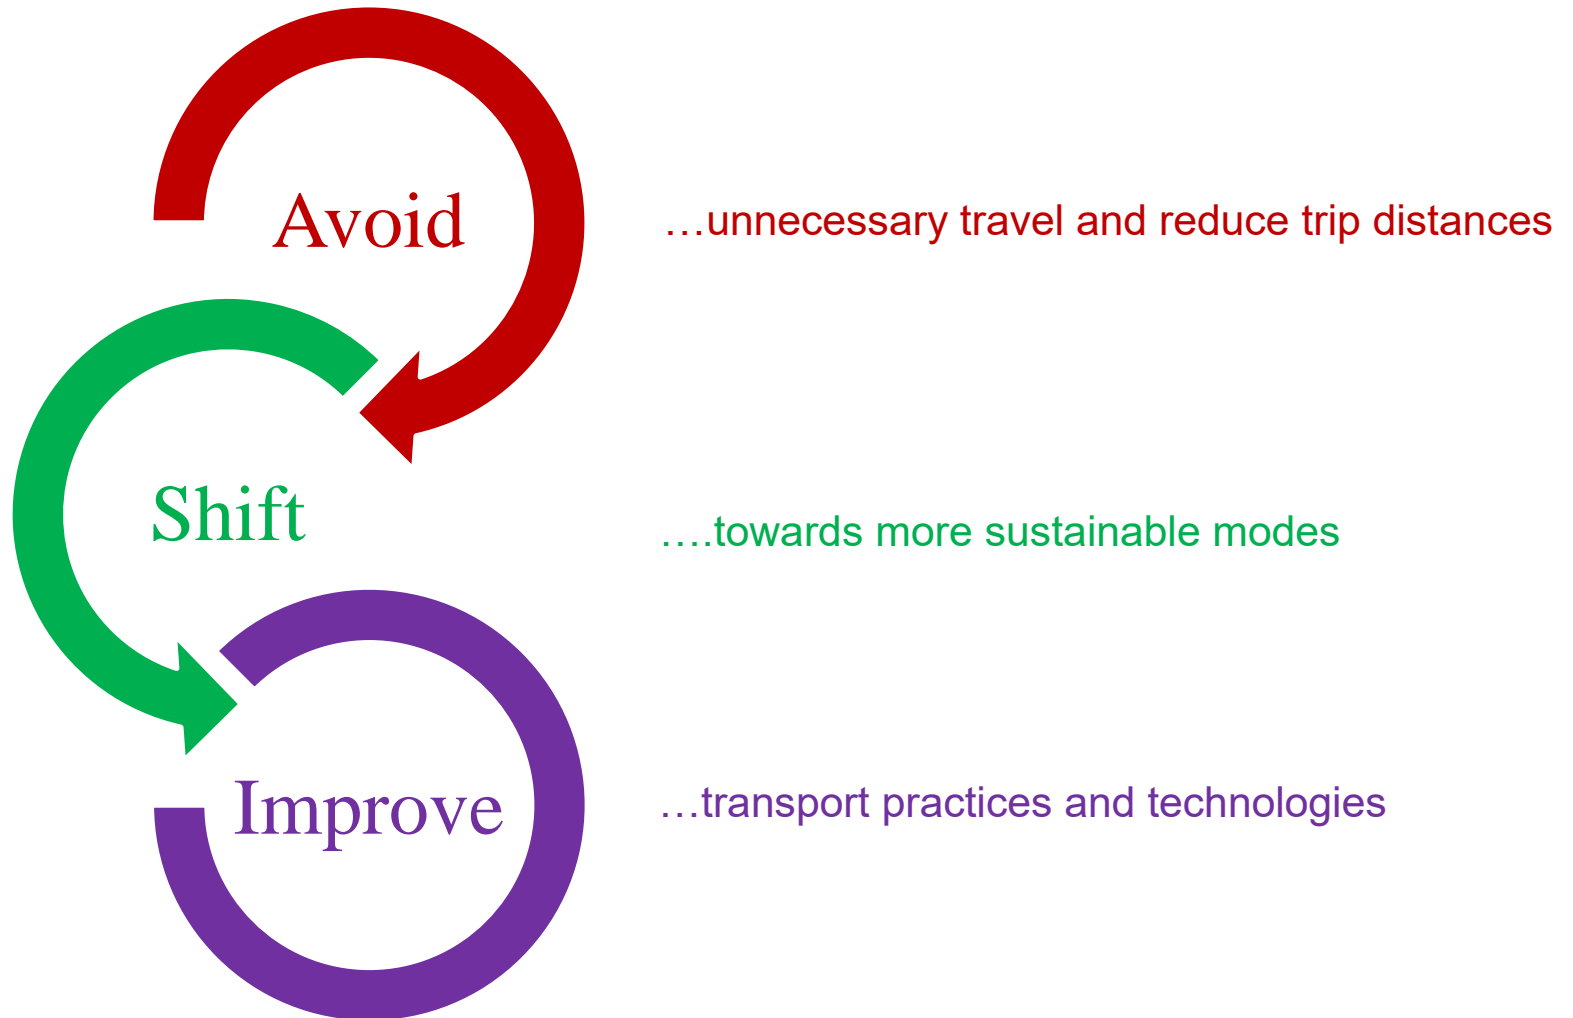 Avoid
…unnecessary travel and reduce trip distances
Shift
….towards more sustainable modes
Improve
…transport practices and technologies